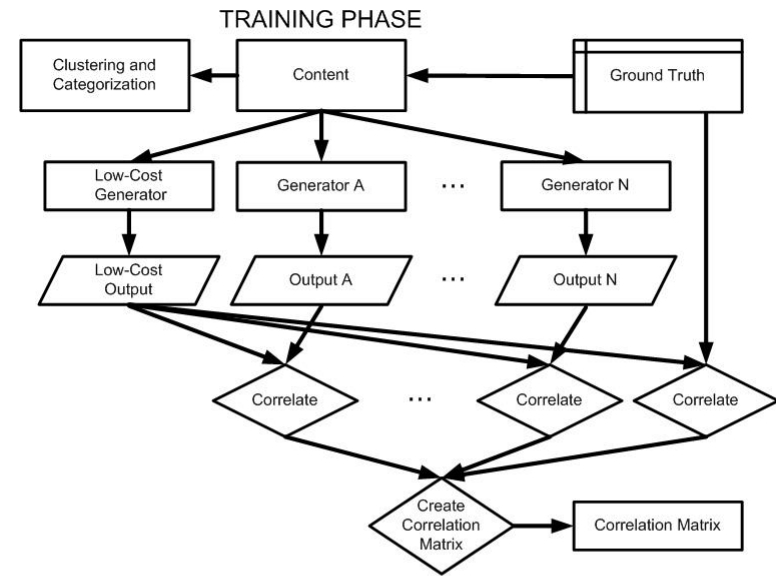 TRAINING PHASE
Clustering and
Categorization
Content
Ground Truth
Low-Cost
Generator
Generator A
...
Generator N
Low-Cost
Output
Output A
...
Output N
Correlate
...
Correlate
Correlate
Create
Correlation
Matrix
Correlation Matrix